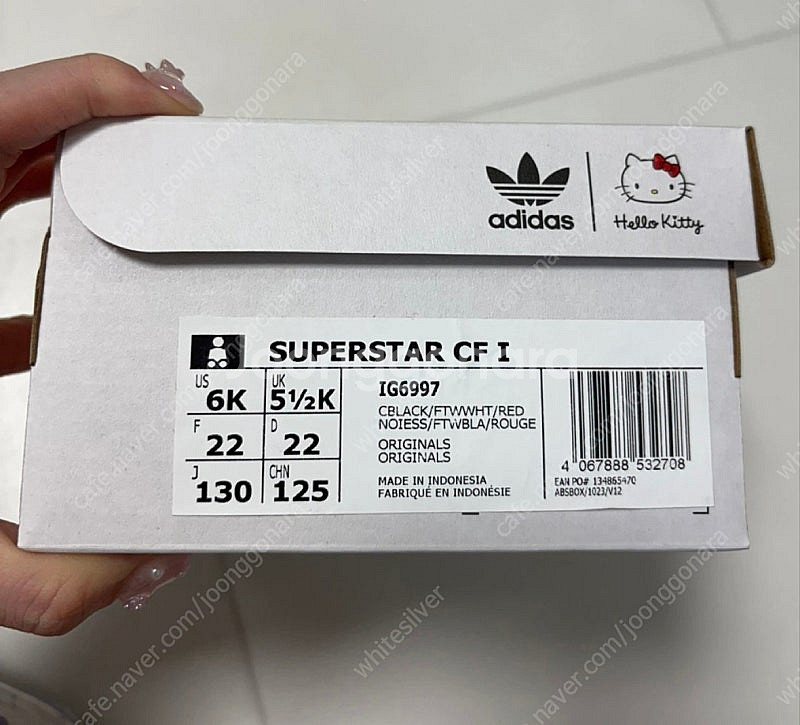 adidas
Hello Kitty
SUPERSTAR CF I
US 6K
UK 5½K
F 22
D 22
J 130
CHN 125
IG6997
CBLACK/FTWWHT/RED
NOIESS/FTWBLA/ROUGE
ORIGINALS
ORIGINALS
MADE IN INDONESIA
FABRIQUÉ EN INDONÉSIE
4 067888 532708
EAN PO# 134865470
ABSBOX/1023/V12
joonggonara
cafe.naver.com/joonggonara
whitesilver